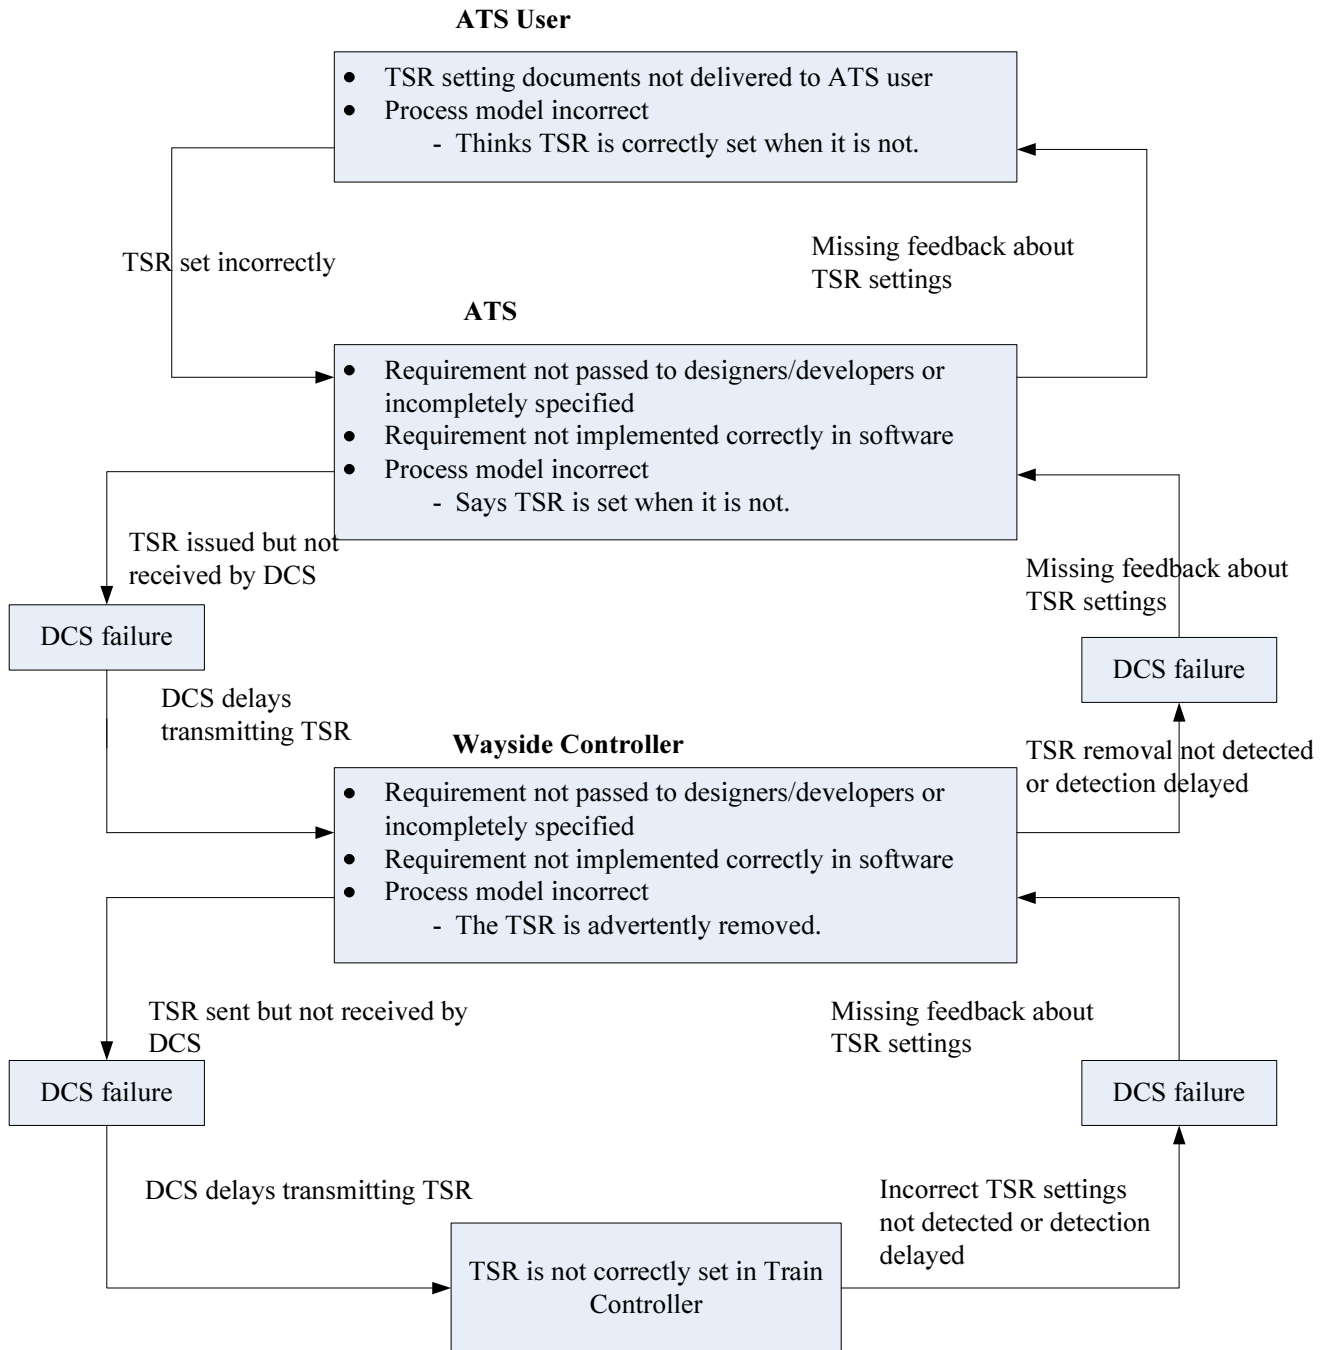 ATS User
• TSR setting documents not delivered to ATS user
• Process model incorrect
- Thinks TSR is correctly set when it is not.
TSR set incorrectly
Missing feedback about
TSR settings
ATS
• Requirement not passed to designers/developers or
incompletely specified
• Requirement not implemented correctly in software
• Process model incorrect
- Says TSR is set when it is not.
TSR issued but not
received by DCS
Missing feedback about
TSR settings
DCS failure
DCS failure
DCS delays
transmitting TSR
TSR removal not detected
or detection delayed
Wayside Controller
• Requirement not passed to designers/developers or
incompletely specified
• Requirement not implemented correctly in software
• Process model incorrect
- The TSR is advertently removed.
TSR sent but not received by
DCS
Missing feedback about
TSR settings
DCS failure
DCS failure
DCS delays transmitting TSR
Incorrect TSR settings
not detected or detection
delayed
TSR is not correctly set in Train
Controller